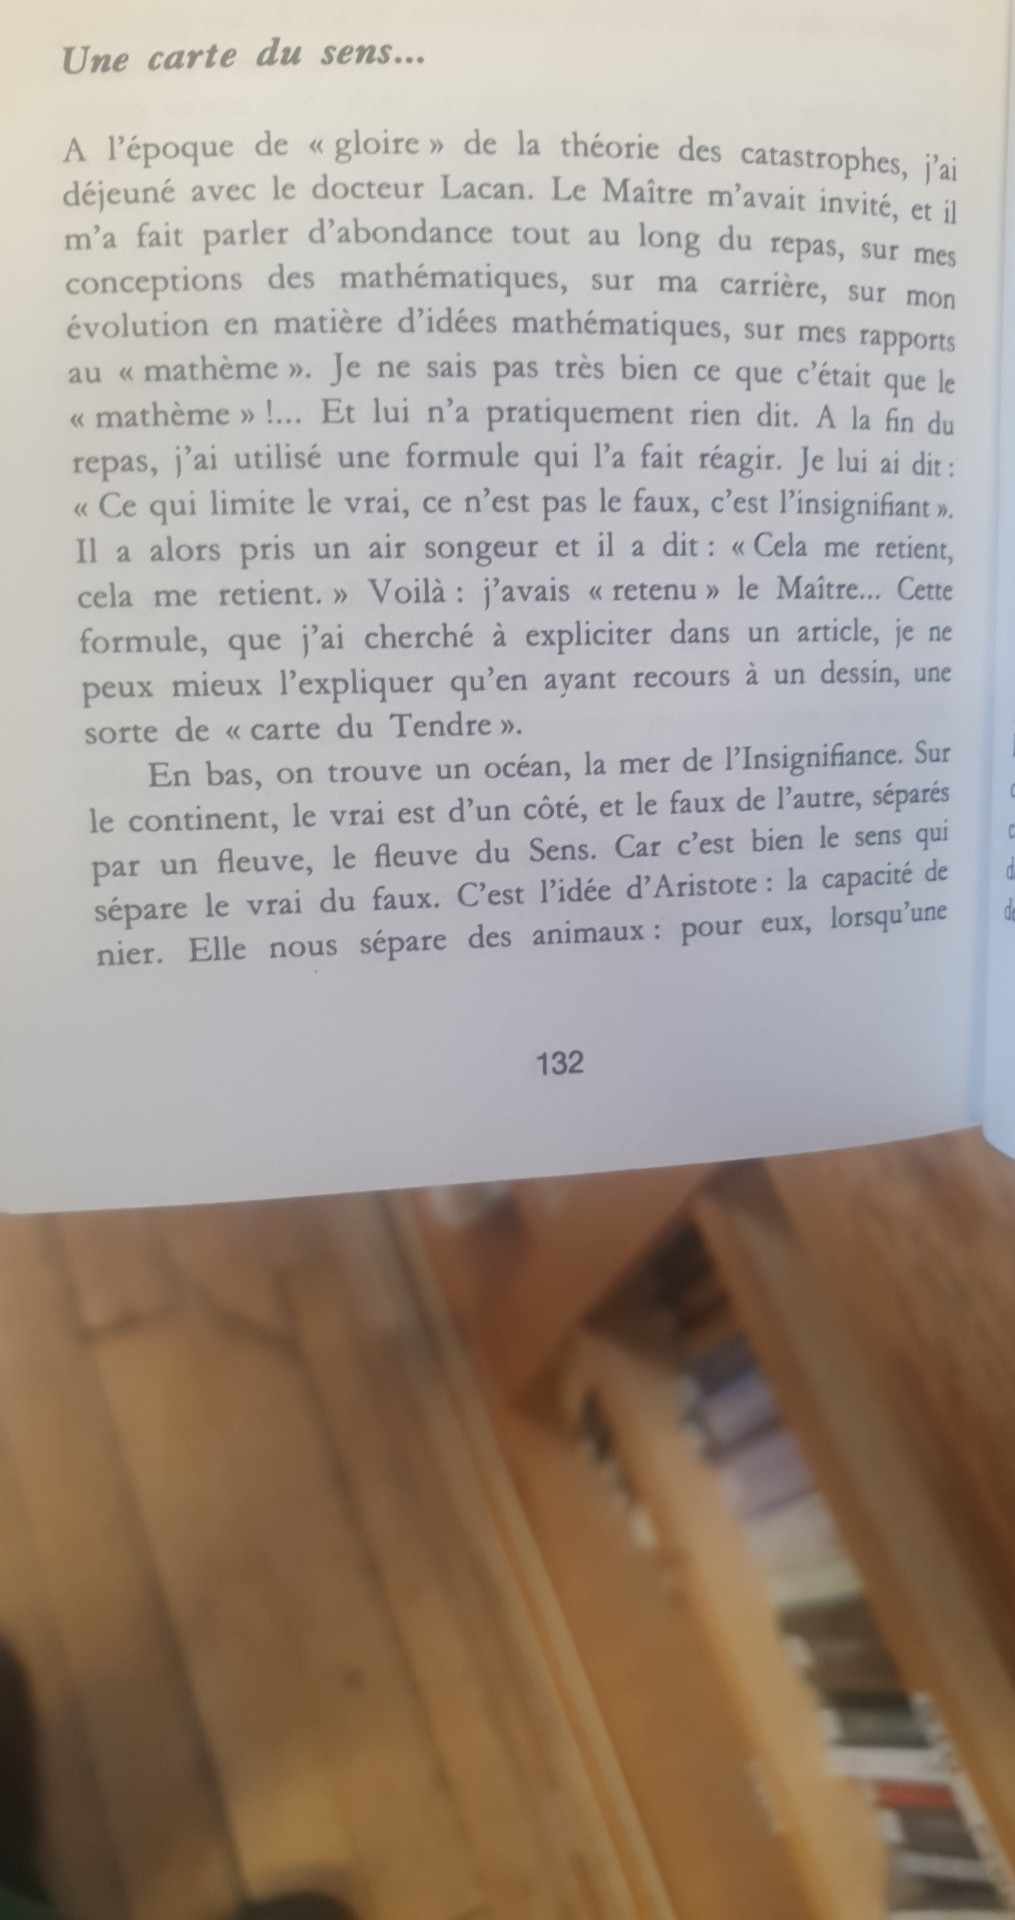 Une carte du sens...
A l'époque de « gloire » de la théorie des catastrophes, j'ai
déjeuné avec le docteur Lacan. Le Maître m'avait invité, et il
m'a fait parler d'abondance tout au long du repas, sur mes
conceptions des mathématiques, sur ma carrière, sur mon
évolution en matière d'idées mathématiques, sur mes rapports
au « mathème ». Je ne sais pas très bien ce que c'était que le
« mathème » !... Et lui n'a pratiquement rien dit. A la fin du
repas, j'ai utilisé une formule qui l'a fait réagir. Je lui ai dit :
« Ce qui limite le vrai, ce n'est pas le faux, c'est l'insignifiant ».
Il a alors pris un air songeur et il a dit : « Cela me retient,
cela me retient. » Voilà : j'avais « retenu » le Maître... Cette
formule, que j'ai cherché à expliciter dans un article, je ne
peux mieux l'expliquer qu'en ayant recours à un dessin, une
sorte de « carte du Tendre ».
En bas, on trouve un océan, la mer de l'Insignifiance. Sur
le continent, le vrai est d'un côté, et le faux de l'autre, séparés
par un fleuve, le fleuve du Sens. Car c'est bien le sens qui
sépare le vrai du faux. C'est l'idée d'Aristote : la capacité de
nier. Elle nous sépare des animaux : pour eux, lorsqu'une
132